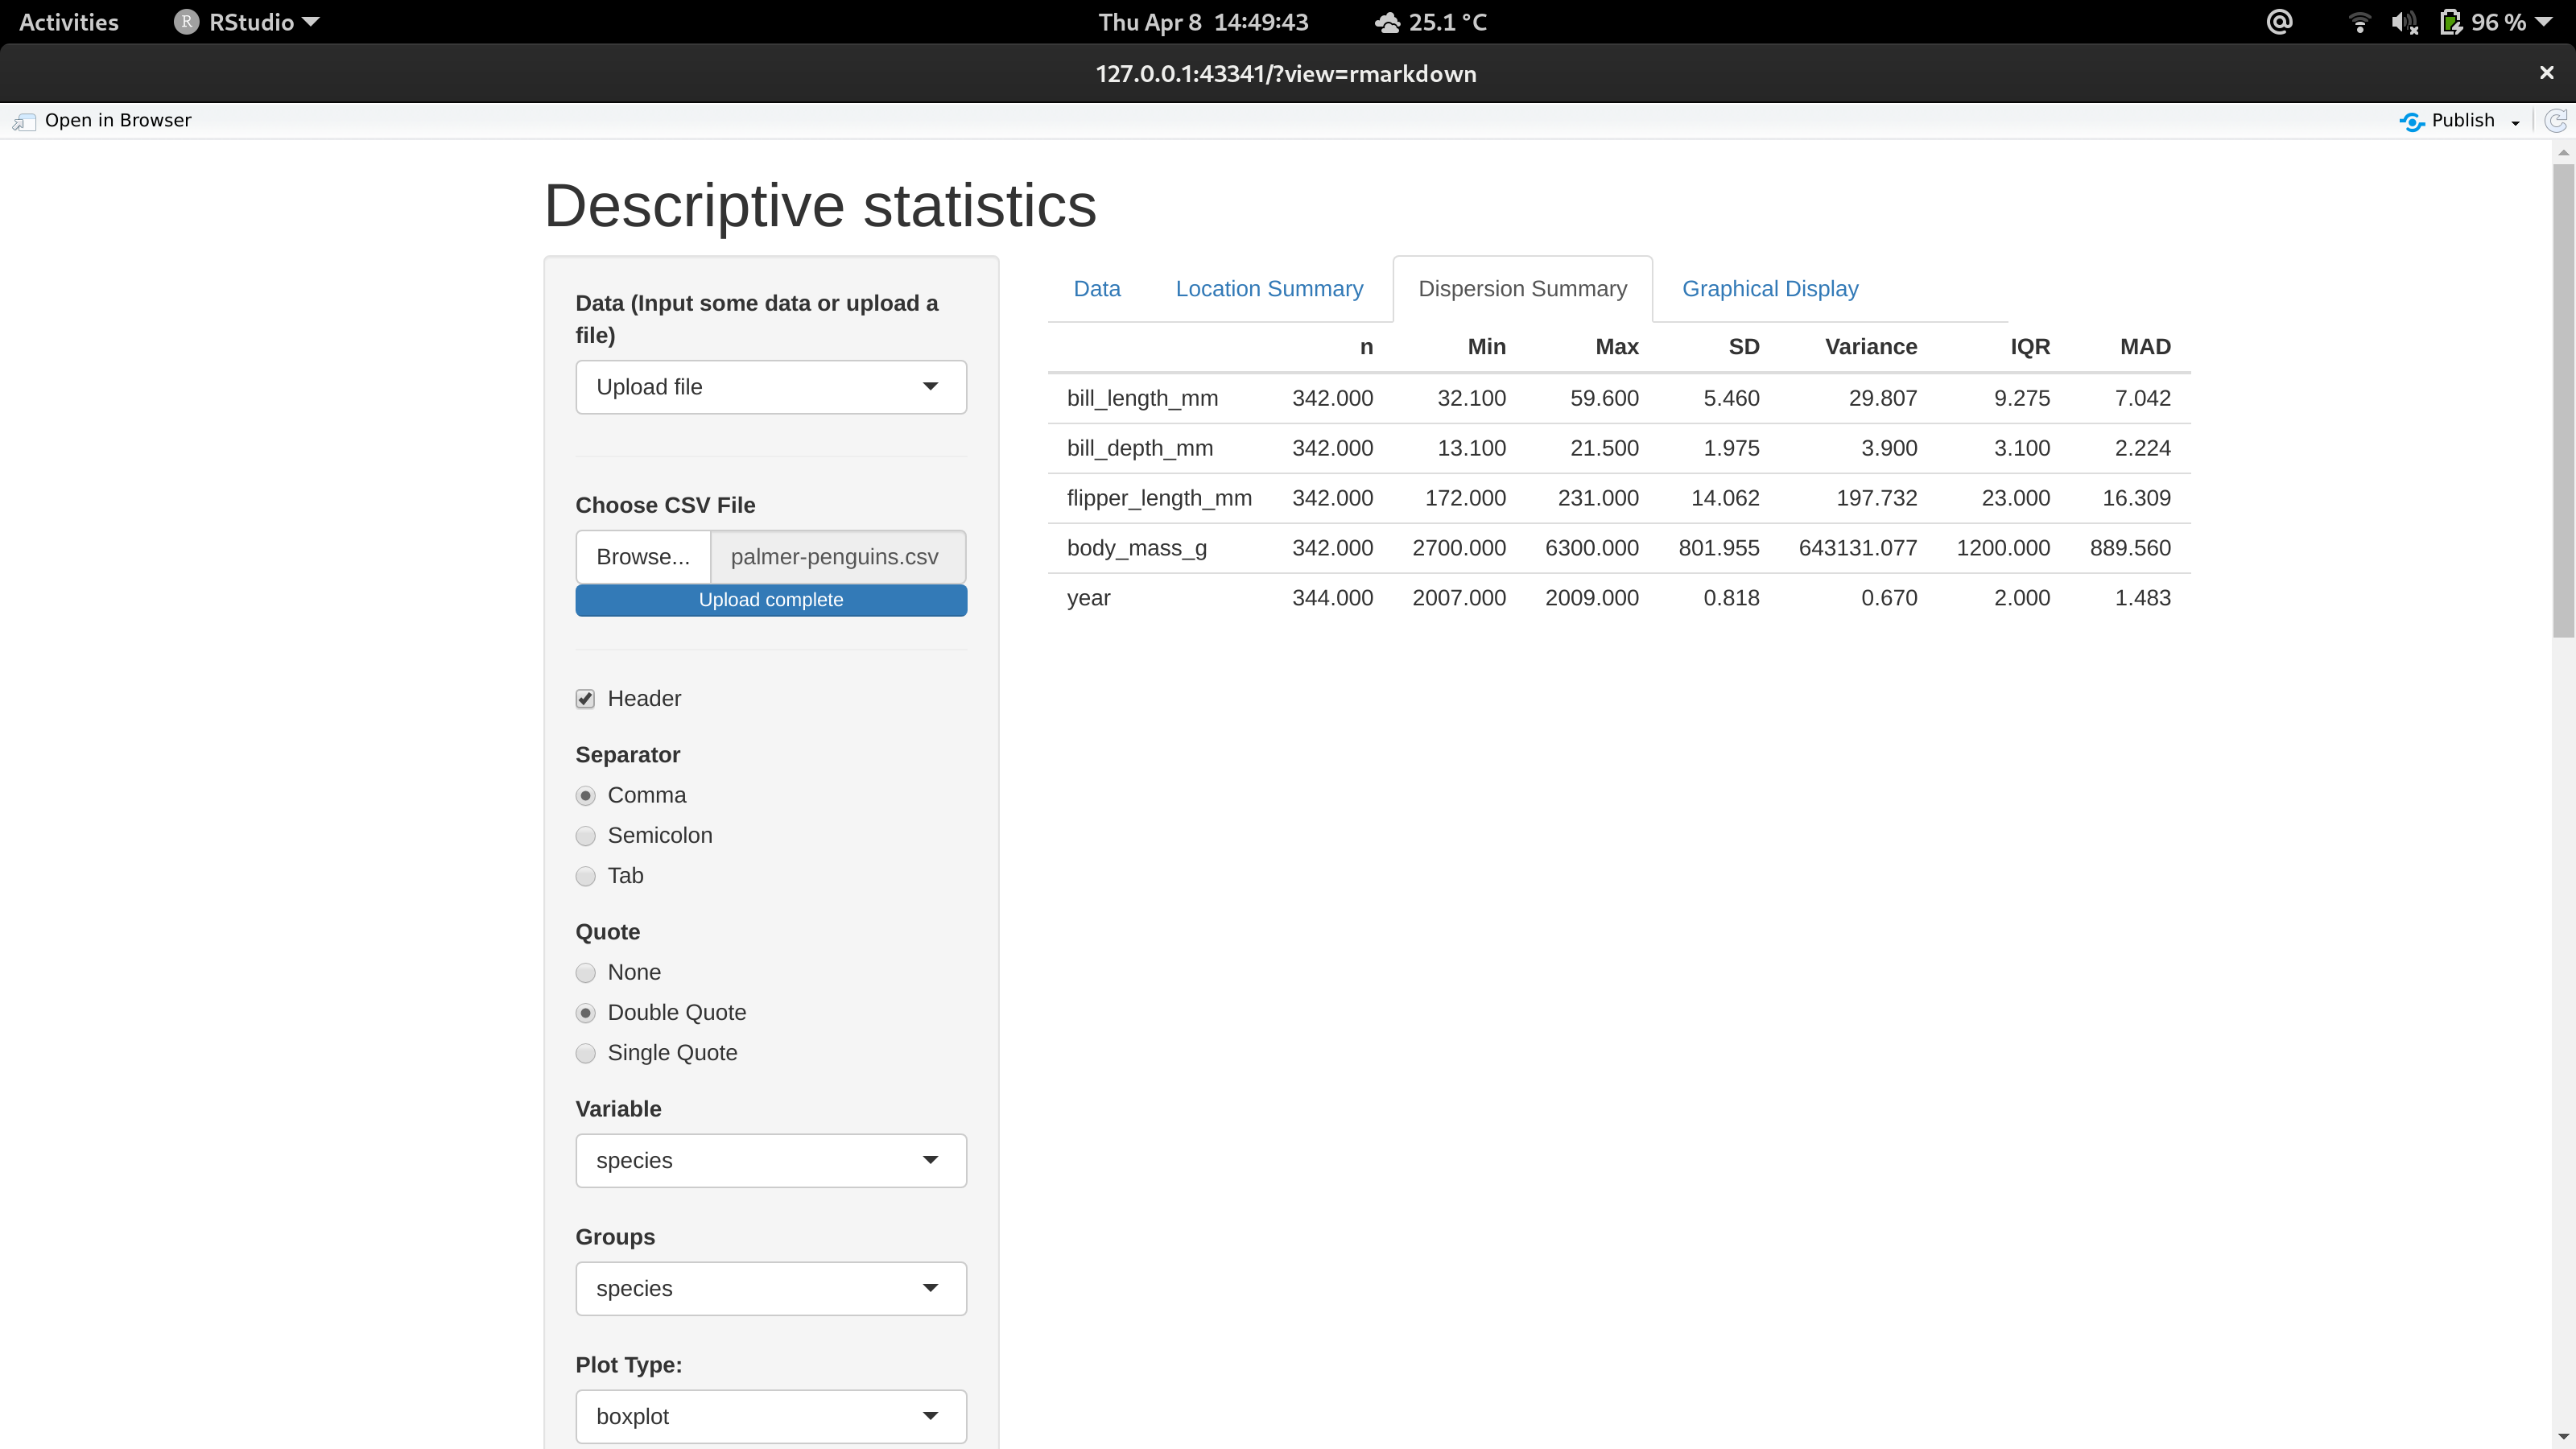 Activities RStudio Thu Apr 8 14:49:43 25.1 °C 96 %
127.0.0.1:43341/?view=rmarkdown
Open in Browser Publish
Descriptive statistics
Data (Input some data or upload a
file)
Upload file
Choose CSV File
Browse... palmer-penguins.csv
Upload complete
Header
Separator
Comma
Semicolon
Tab
Quote
None
Double Quote
Single Quote
Variable
species
Groups
species
Plot Type:
boxplot
Data Location Summary Dispersion Summary Graphical Display
n Min Max SD Variance IQR MAD
bill_length_mm 342.000 32.100 59.600 5.460 29.807 9.275 7.042
bill_depth_mm 342.000 13.100 21.500 1.975 3.900 3.100 2.224
flipper_length_mm 342.000 172.000 231.000 14.062 197.732 23.000 16.309
body_mass_g 342.000 2700.000 6300.000 801.955 643131.077 1200.000 889.560
year 344.000 2007.000 2009.000 0.818 0.670 2.000 1.483